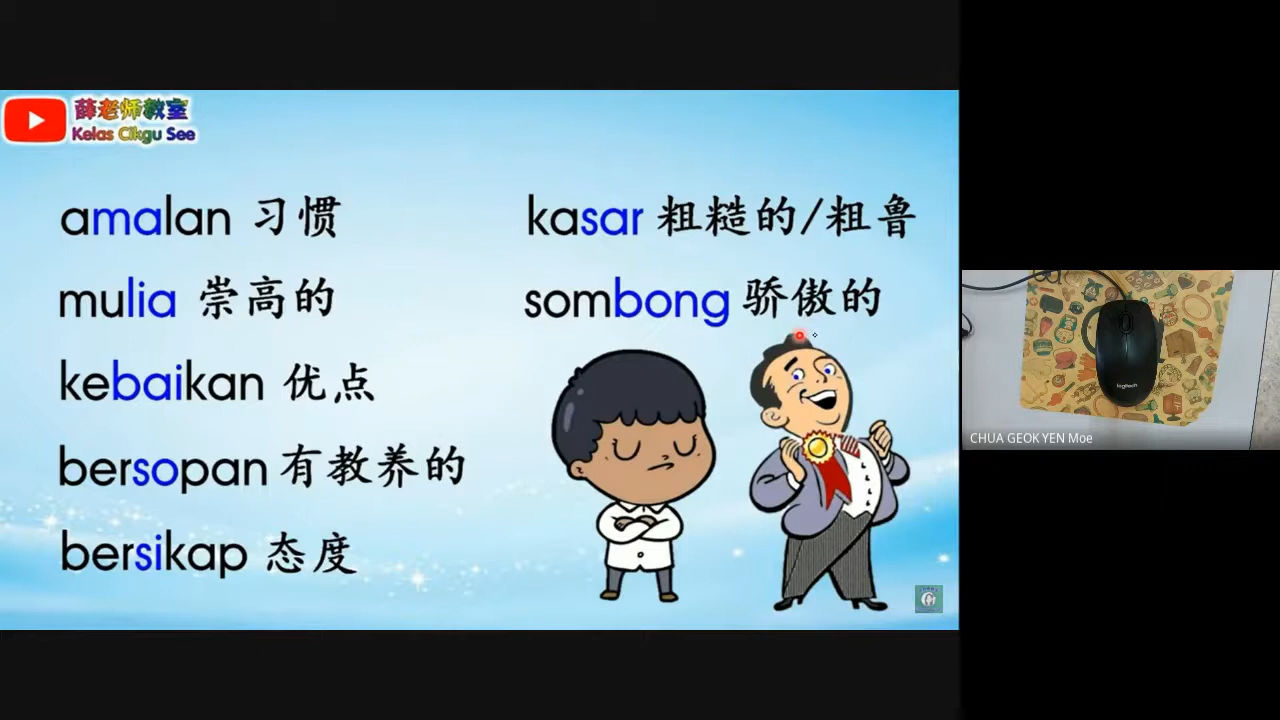 薛老师教室
Kelas Cikgu See
amalan 习惯
mulia 崇高的
kebaikan 优点
bersopan 有教养的
bersikap 态度
kasar 粗糙的/粗鲁
sombong 骄傲的
logitech
CHUA GEOK YEN Moe